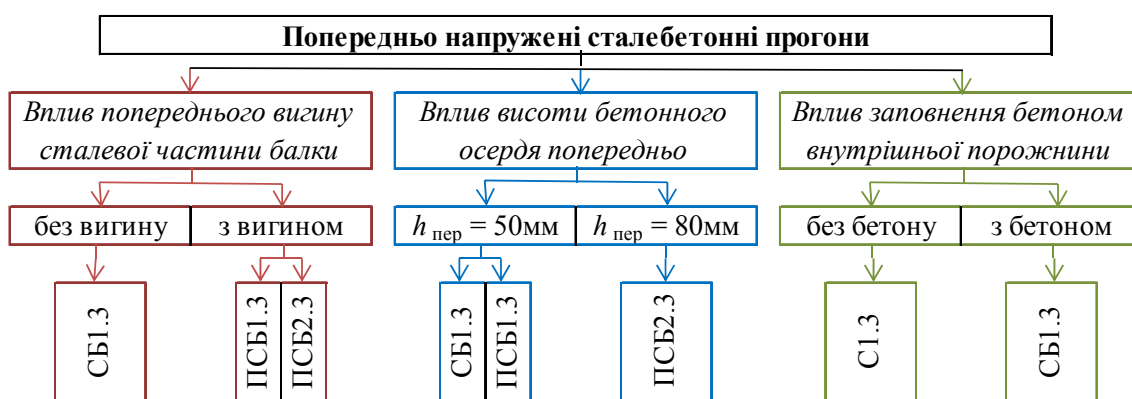 Попередньо напружені сталебетонні прогони
Вплив попереднього вигину
сталевої частини балки
Вплив висоти бетонного
осердя попередньо
Вплив заповнення бетоном
внутрішньої порожнини
без вигину
з вигином
h пер = 50мм
h пер = 80мм
без бетону
з бетоном
СБ1.3
ПСБ1.3
ПСБ2.3
СБ1.3
ПСБ1.3
ПСБ2.3
С1.3
СБ1.3